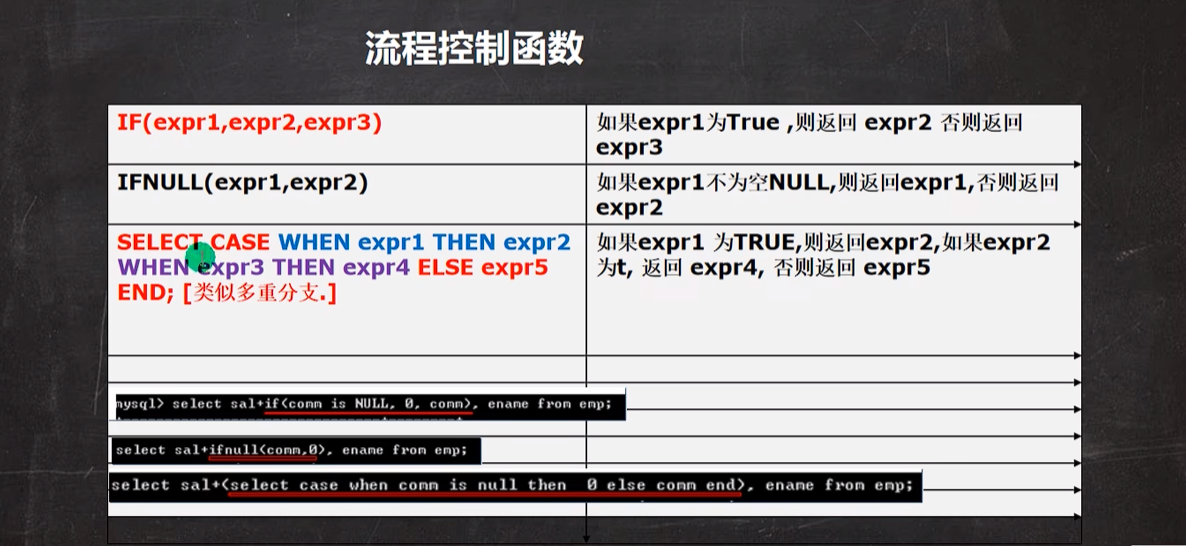 流程控制函数
IF(expr1,expr2,expr3)
如果expr1为True ,则返回 expr2 否则返回
expr3
IFNULL(expr1,expr2)
如果expr1不为空NULL,则返回expr1,否则返回
expr2
SELECT CASE WHEN expr1 THEN expr2
WHEN expr3 THEN expr4 ELSE expr5
END; [类似多重分支.]
如果expr1 为TRUE,则返回expr2,如果expr2
为t, 返回 expr4, 否则返回 expr5
mysql> select sal+if(comm is NULL, 0, comm), ename from emp;
select sal+ifnull(comm,0), ename from emp;
select sal+(select case when comm is null then  0 else comm end), ename from emp;